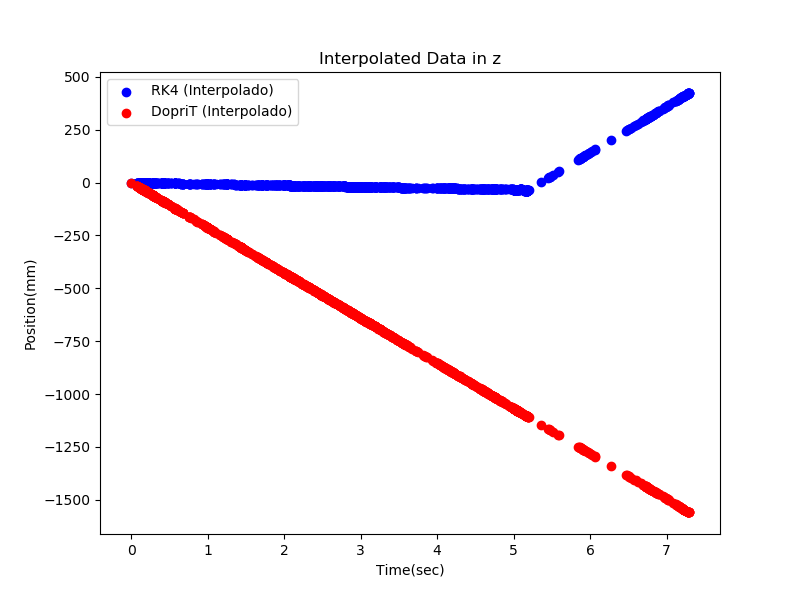 Interpolated Data in z
RK4 (Interpolado)
DopriT (Interpolado)
500
250
0
−250
−500
−750
−1000
−1250
−1500
Position(mm)
0 1 2 3 4 5 6 7
Time(sec)